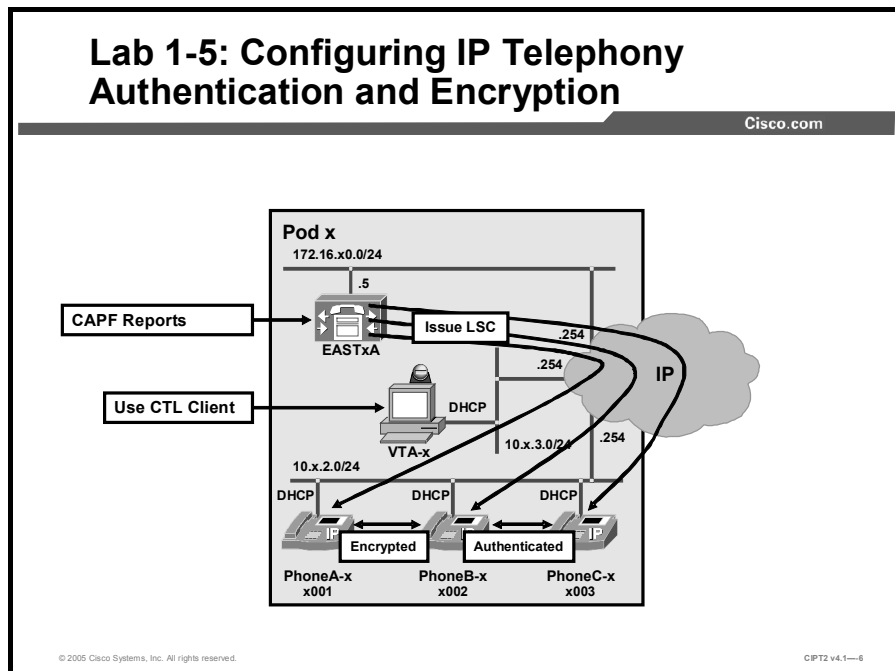 Lab 1-5: Configuring IP Telephony
Authentication and Encryption
Cisco.com
Pod x
172.16.x0.0/24
.5
CAPF Reports
Issue LSC
.254
EASTxA
.254
IP
Use CTL Client
DHCP
VTA-x
10.x.3.0/24
.254
10.x.2.0/24
DHCP
DHCP
DHCP
IP
IP
IP
Encrypted
Authenticated
PhoneA-x
x001
PhoneB-x
x002
PhoneC-x
x003
© 2005 Cisco Systems, Inc. All rights reserved.
CIPT2 v4.1—-6